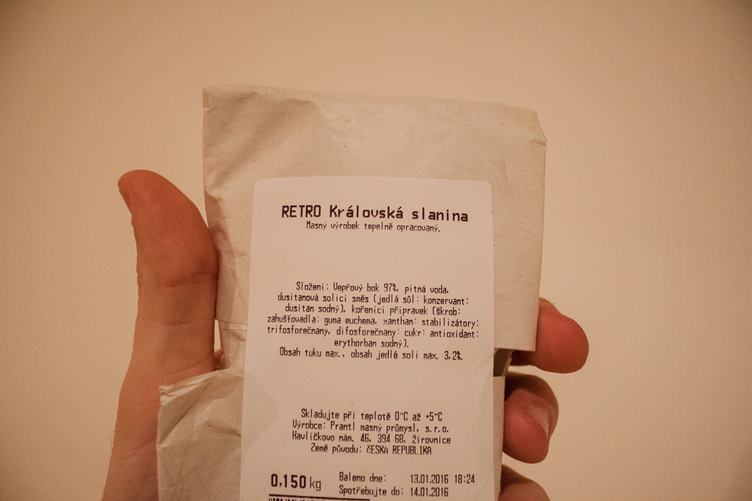 RETRO Královská slanina
Masný výrobek tepelně opracovaný.
Složení: Vepřový bok 97%, pitná voda,
dusitanová solicí směs (jedlá sůl: konzervant:
dusitan sodný), kořenící přípravek (škrob:
zahušťovadla: guma euchema, xanthan: stabilizátory:
trifosforečnany, difosforečnany: cukr: antioxidant:
erythorban sodný).
Obsah tuku max., obsah jedlé soli max. 3,2%.
Skladujte při teplotě 0°C až +5°C
Výrobce: Prantl masný průmysl, s.r.o.
Havlíčkovo nám. 46, 394 68, žirovnice
Země původu: čESKá REPUBLIKA
0,150 kg
Baleno dne: 13.01.2016 18:24
Spotřebujte do: 14.01.2016